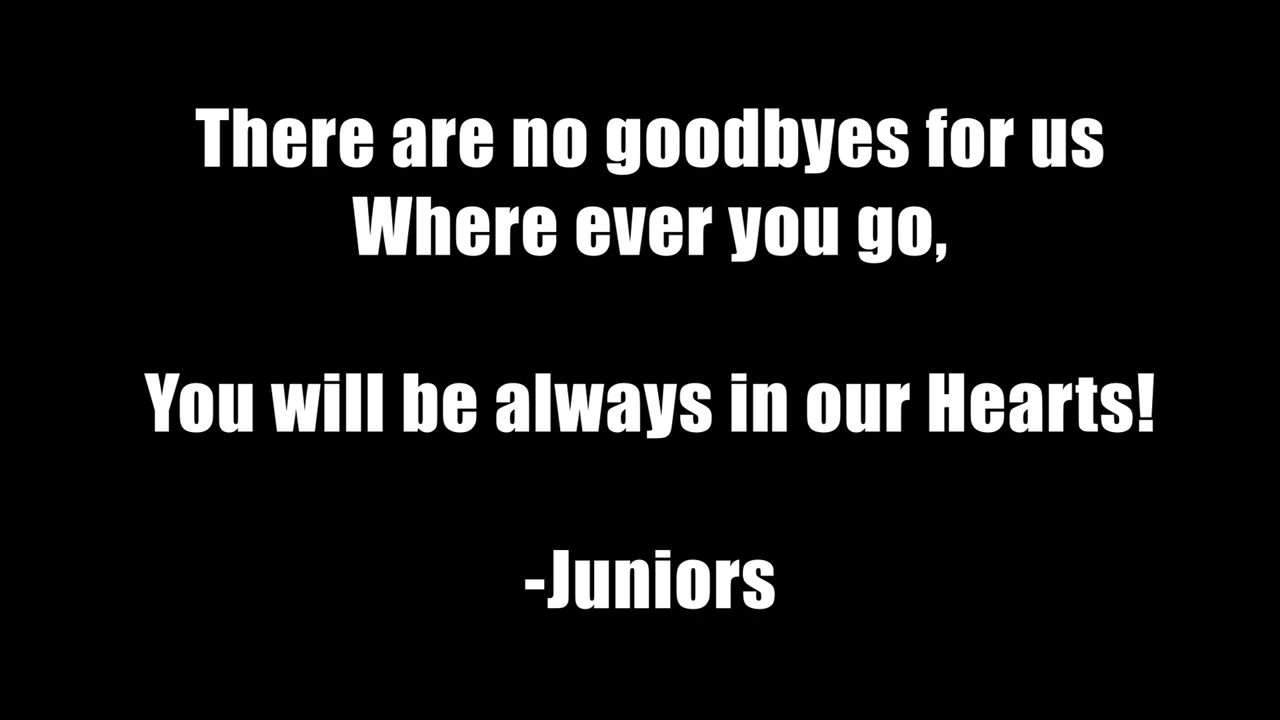 There are no goodbyes for us
Where ever you go,
You will be always in our Hearts!
-Juniors